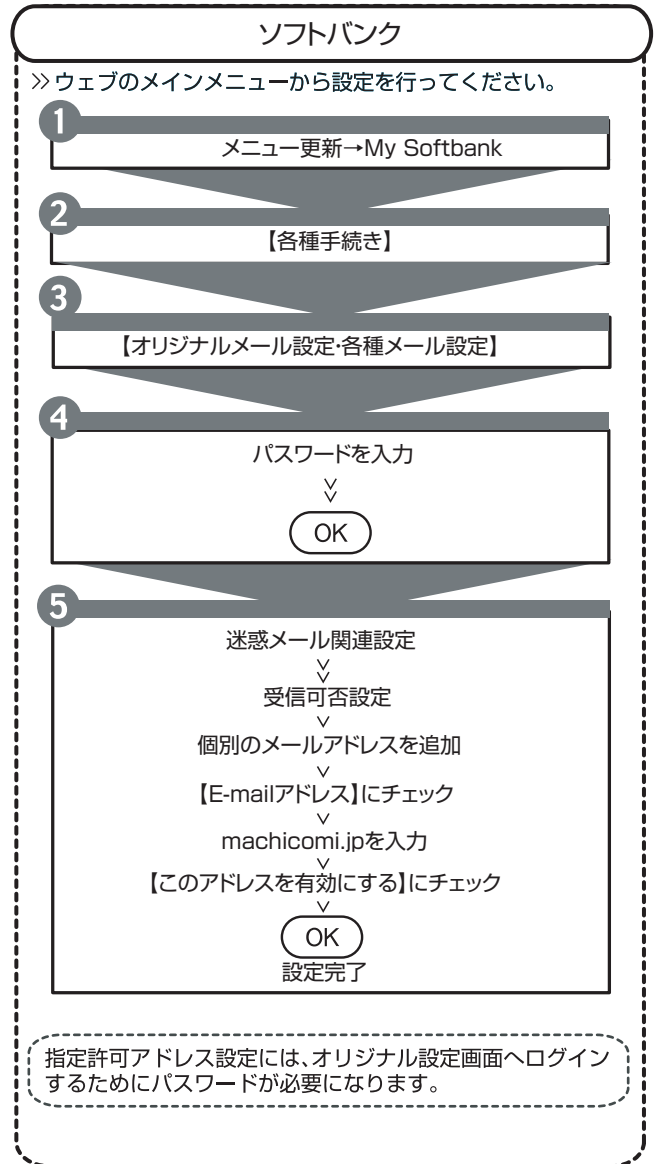 ソフトバンク
≫ウェブのメインメニューから設定を行ってください。
1
メニュー更新→My Softbank
2
【各種手続き】
3
【オリジナルメール設定・各種メール設定】
4
パスワードを入力
OK
5
迷惑メール関連設定
受信可否設定
個別のメールアドレスを追加
【E-mailアドレス】にチェック
machicomi.jpを入力
【このアドレスを有効にする】にチェック
OK
設定完了
指定許可アドレス設定には、オリジナル設定画面へログイン
するためにパスワードが必要になります。